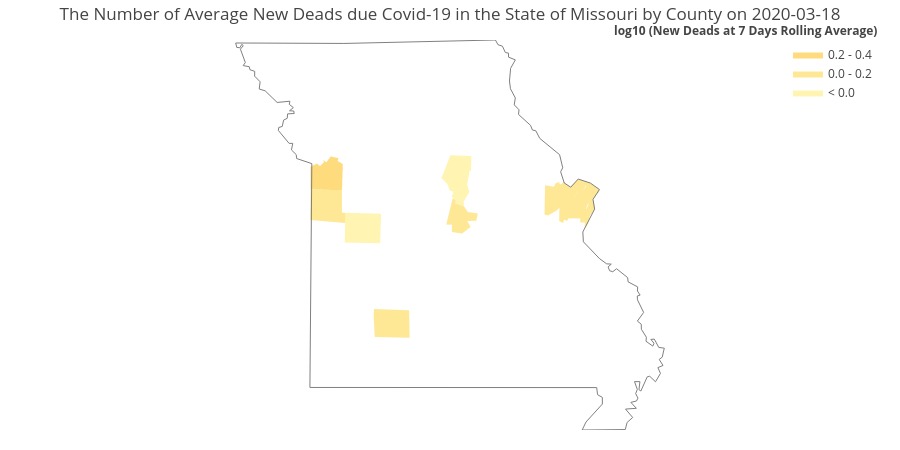 The Number of Average New Deads due Covid-19 in the State of Missouri by County on 2020-03-18
log10 (New Deads at 7 Days Rolling Average)
0.2 - 0.4
0.0 - 0.2
< 0.0